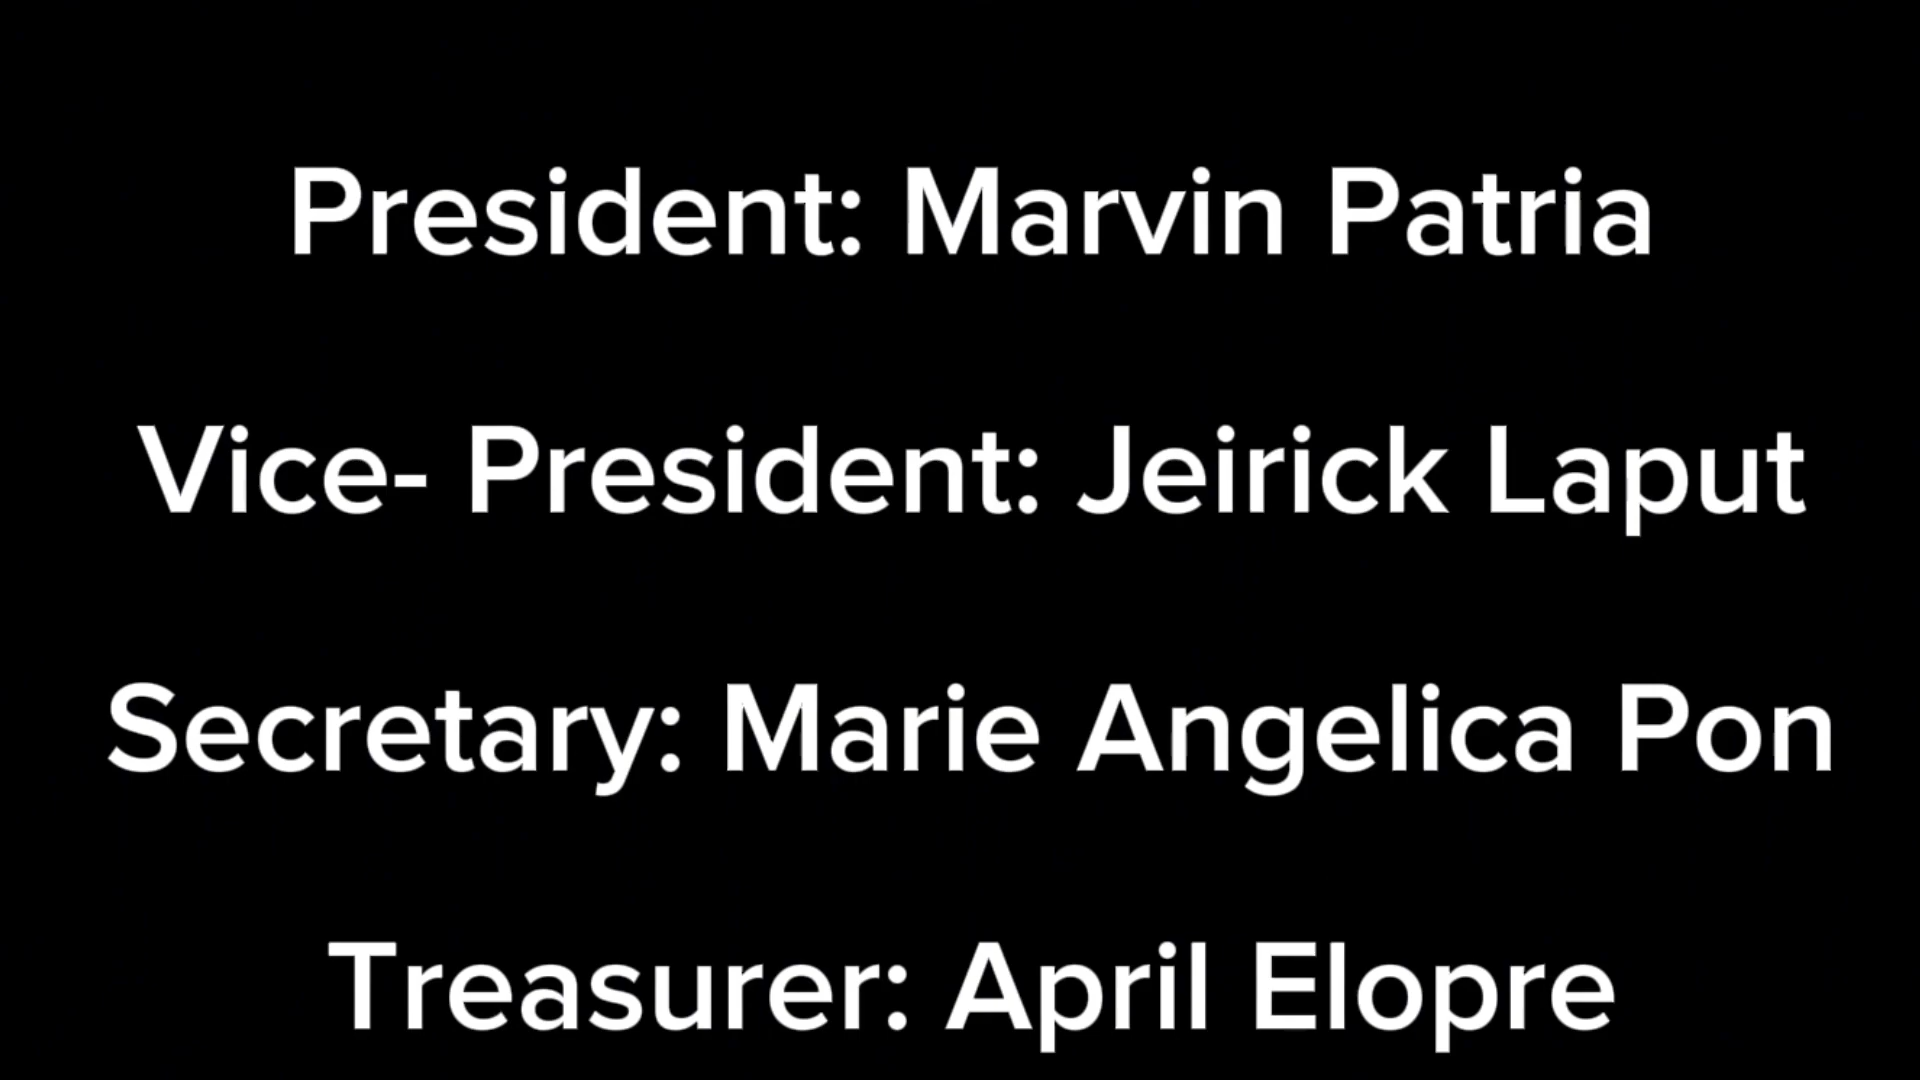 President: Marvin Patria
Vice- President: Jeirick Laput
Secretary: Marie Angelica Pon
Treasurer: April Elopre